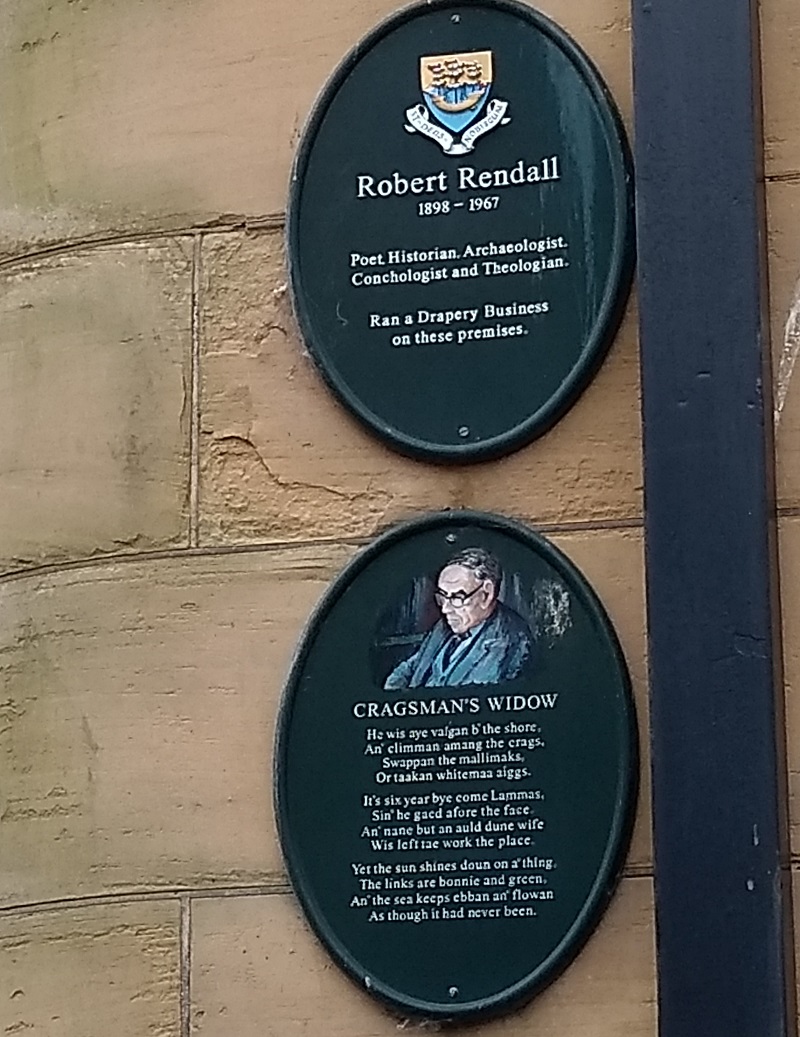 SIT·DEUS· NOBISCUM
Robert Rendall
1898 – 1967
Poet. Historian. Archaeologist.
Conchologist and Theologian.
Ran a Drapery Business
on these premises.
CRAGSMAN'S WIDOW
He wis aye vaigan b' the shore,
An' climman amang the crags,
Swappan the mallimaks,
Or taakan whitemaa aiggs.
It's six year bye come Lammas,
Sin' he gaed afore the face,
An' nane but an auld dune wife
Wis left tae work the place.
Yet the sun shines doun on a' thing,
The links are bonnie and green,
An' the sea keeps ebban an' flowan
As though it had never been.